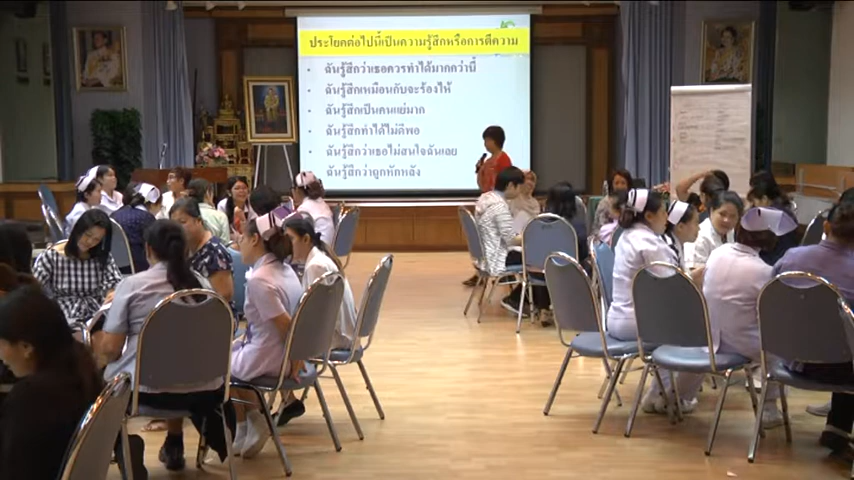 ประโยคต่อไปนี้เป็นความรู้สึกหรือการตีความ
• ฉันรู้สึกว่าเธอควรทำได้มากกว่านี้
• ฉันรู้สึกเหมือนกับจะร้องไห้
• ฉันรู้สึกเป็นคนแย่มาก
• ฉันรู้สึกทำได้ไม่ดีพอ
• ฉันรู้สึกว่าเธอไม่สนใจฉันเลย
• ฉันรู้สึกว่าถูกหักหลัง